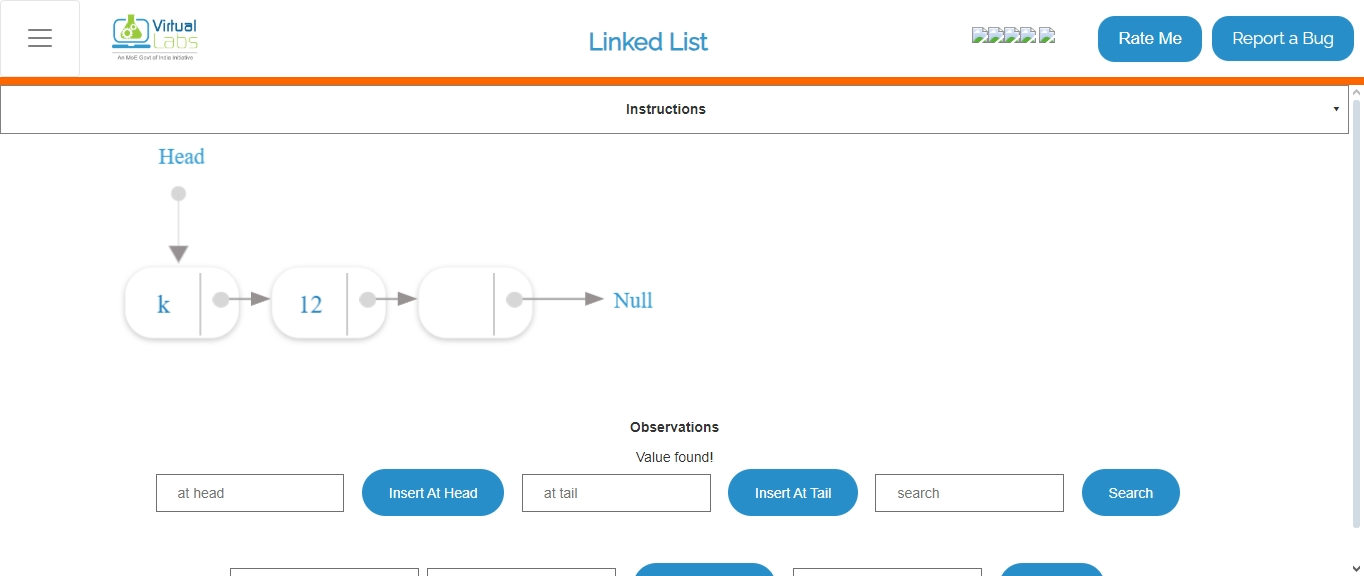 Virtual
Labs
An MoE Govt of India Initiative
Linked List
Rate Me
Report a Bug
Instructions
Head
k
12
Null
Observations
Value found!
at head
Insert At Head
at tail
Insert At Tail
search
Search